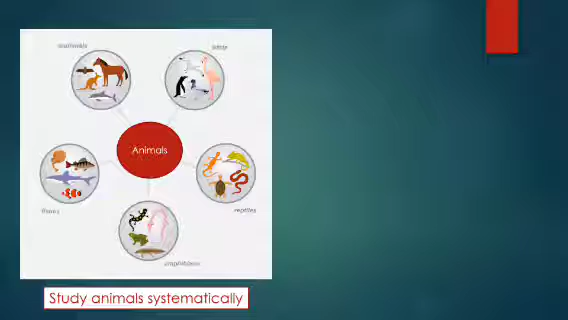 mammals
birds
Animals
fishes
reptiles
amphibians
Study animals systematically